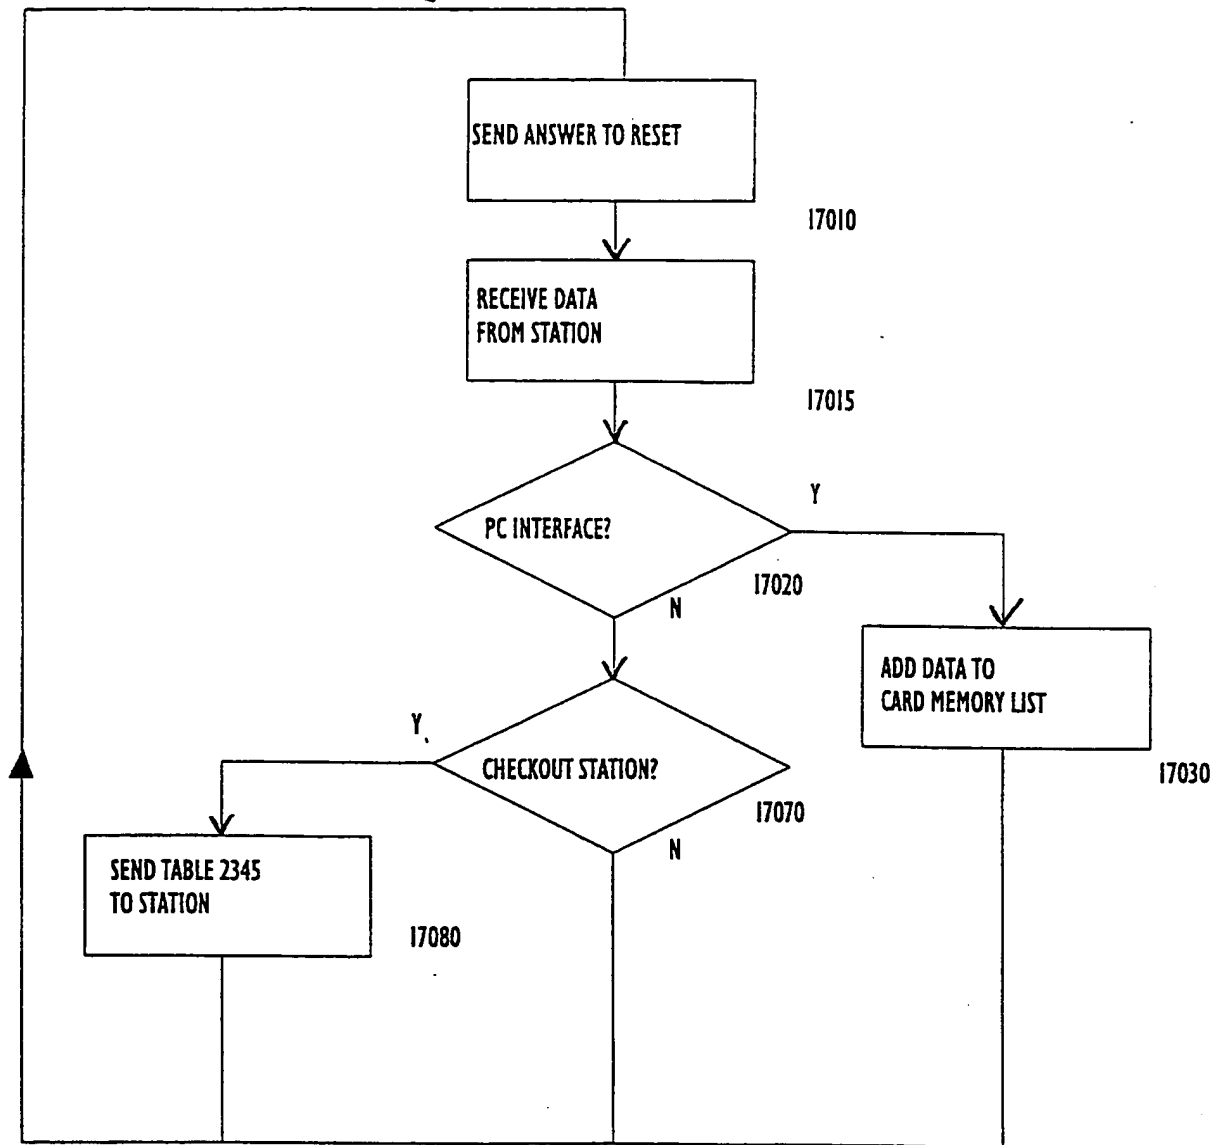 SEND ANSWER TO RESET
17010
RECEIVE DATA
FROM STATION
17015
PC INTERFACE?
Y
17020
N
ADD DATA TO
CARD MEMORY LIST
17030
CHECKOUT STATION?
Y
17070
N
SEND TABLE 2345
TO STATION
17080